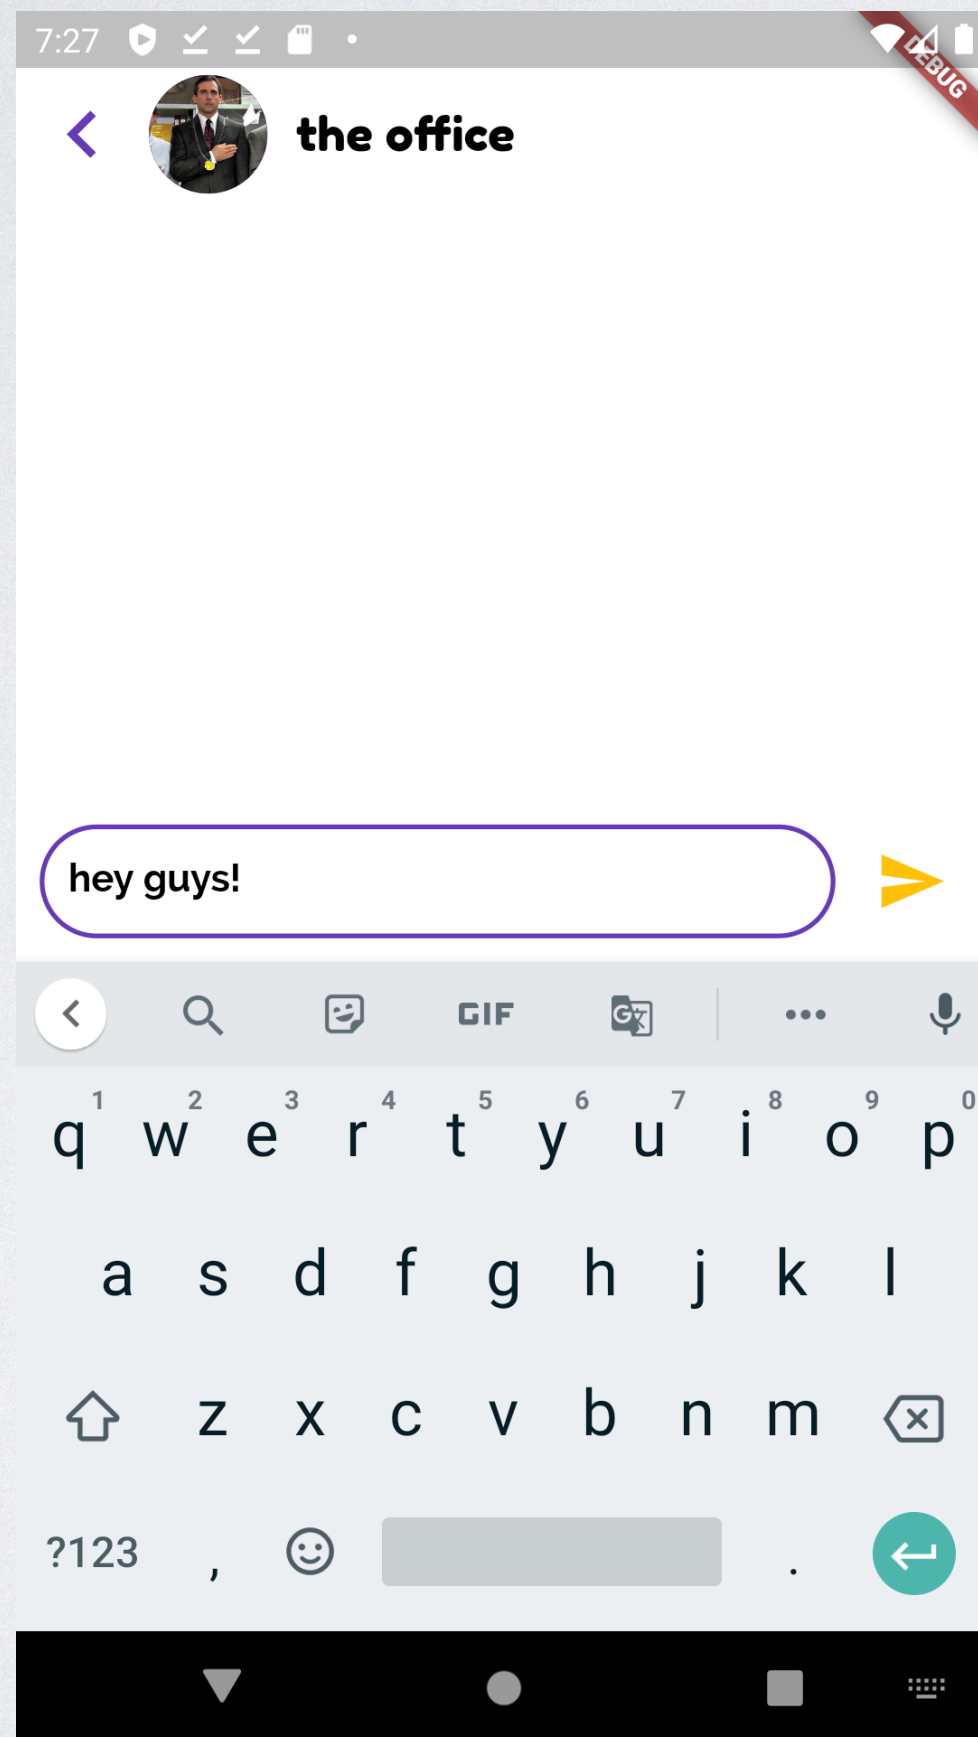 7:27
DEBUG
the office
hey guys!
GIF
G
1 2 3 4 5 6 7 8 9 0
q w e r t y u i o p
a s d f g h j k l
z x c v b n m
?123 , .